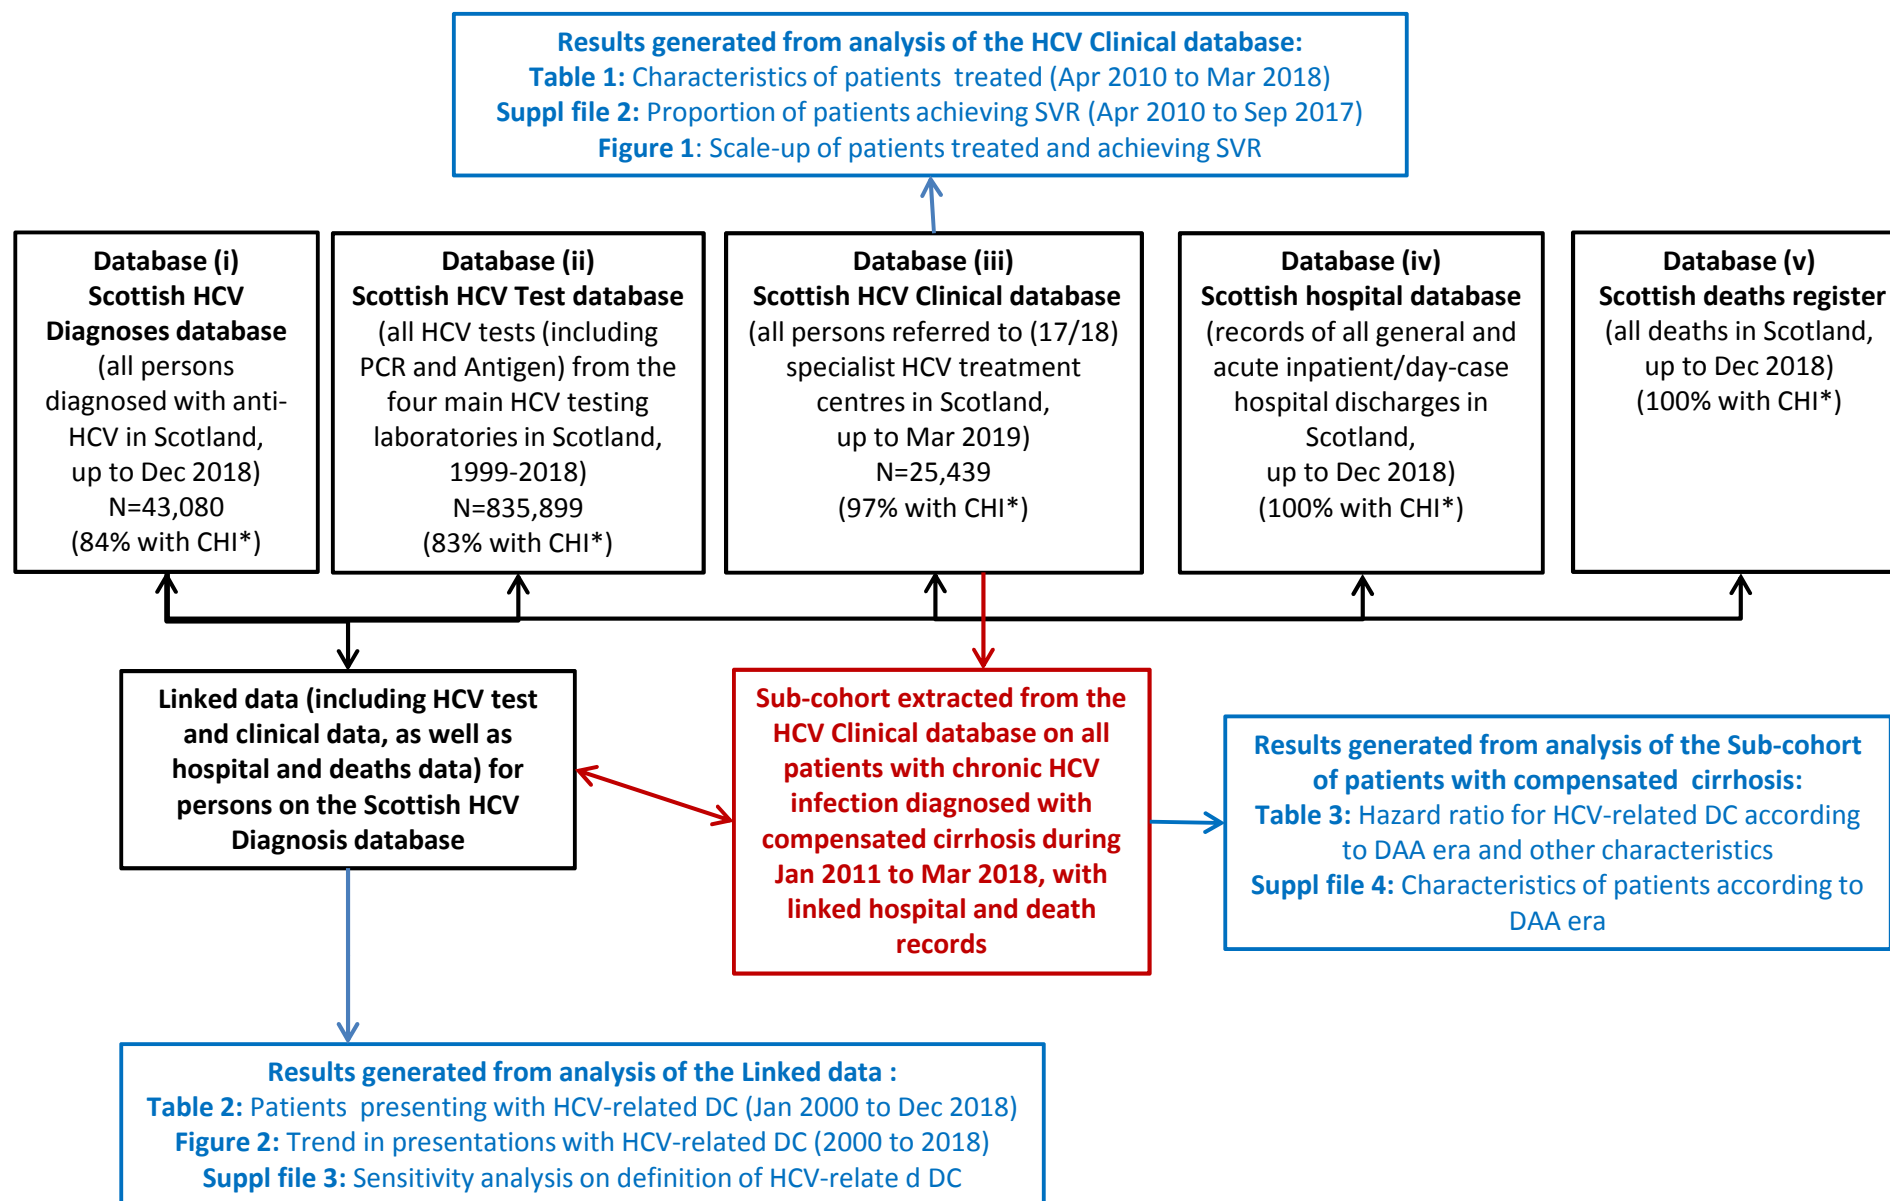 Results generated from analysis of the HCV Clinical database:
Table 1: Characteristics of patients treated (Apr 2010 to Mar 2018)
Suppl file 2: Proportion of patients achieving SVR (Apr 2010 to Sep 2017)
Figure 1: Scale-up of patients treated and achieving SVR
Database (i)
Scottish HCV
Diagnoses database
(all persons
diagnosed with anti-
HCV in Scotland,
up to Dec 2018)
N=43,080
(84% with CHI*)
Database (ii)
Scottish HCV Test database
(all HCV tests (including
PCR and Antigen) from the
four main HCV testing
laboratories in Scotland,
1999-2018)
N=835,899
(83% with CHI*)
Database (iii)
Scottish HCV Clinical database
(all persons referred to (17/18)
specialist HCV treatment
centres in Scotland,
up to Mar 2019)
N=25,439
(97% with CHI*)
Database (iv)
Scottish hospital database
(records of all general and
acute inpatient/day-case
hospital discharges in
Scotland,
up to Dec 2018)
(100% with CHI*)
Database (v)
Scottish deaths register
(all deaths in Scotland,
up to Dec 2018)
(100% with CHI*)
Linked data (including HCV test
and clinical data, as well as
hospital and deaths data) for
persons on the Scottish HCV
Diagnosis database
Sub-cohort extracted from the
HCV Clinical database on all
patients with chronic HCV
infection diagnosed with
compensated cirrhosis during
Jan 2011 to Mar 2018, with
linked hospital and death
records
Results generated from analysis of the Sub-cohort
of patients with compensated cirrhosis:
Table 3: Hazard ratio for HCV-related DC according
to DAA era and other characteristics
Suppl file 4: Characteristics of patients according to
DAA era
Results generated from analysis of the Linked data :
Table 2: Patients presenting with HCV-related DC (Jan 2000 to Dec 2018)
Figure 2: Trend in presentations with HCV-related DC (2000 to 2018)
Suppl file 3: Sensitivity analysis on definition of HCV-relate d DC